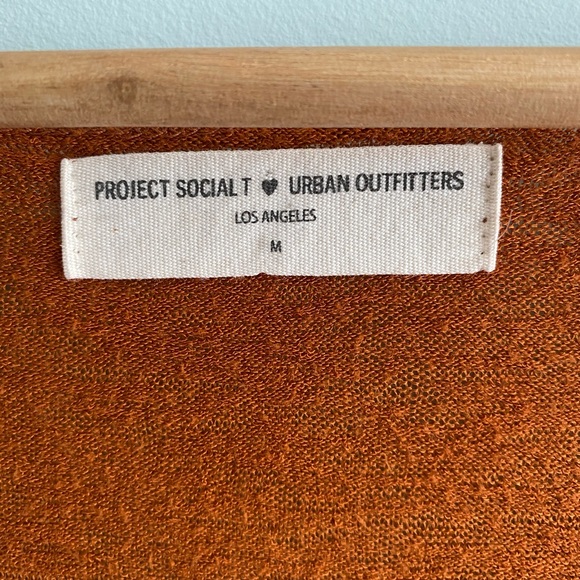 PROJECT SOCIAL T ♥ URBAN OUTFITTERS
LOS ANGELES
M